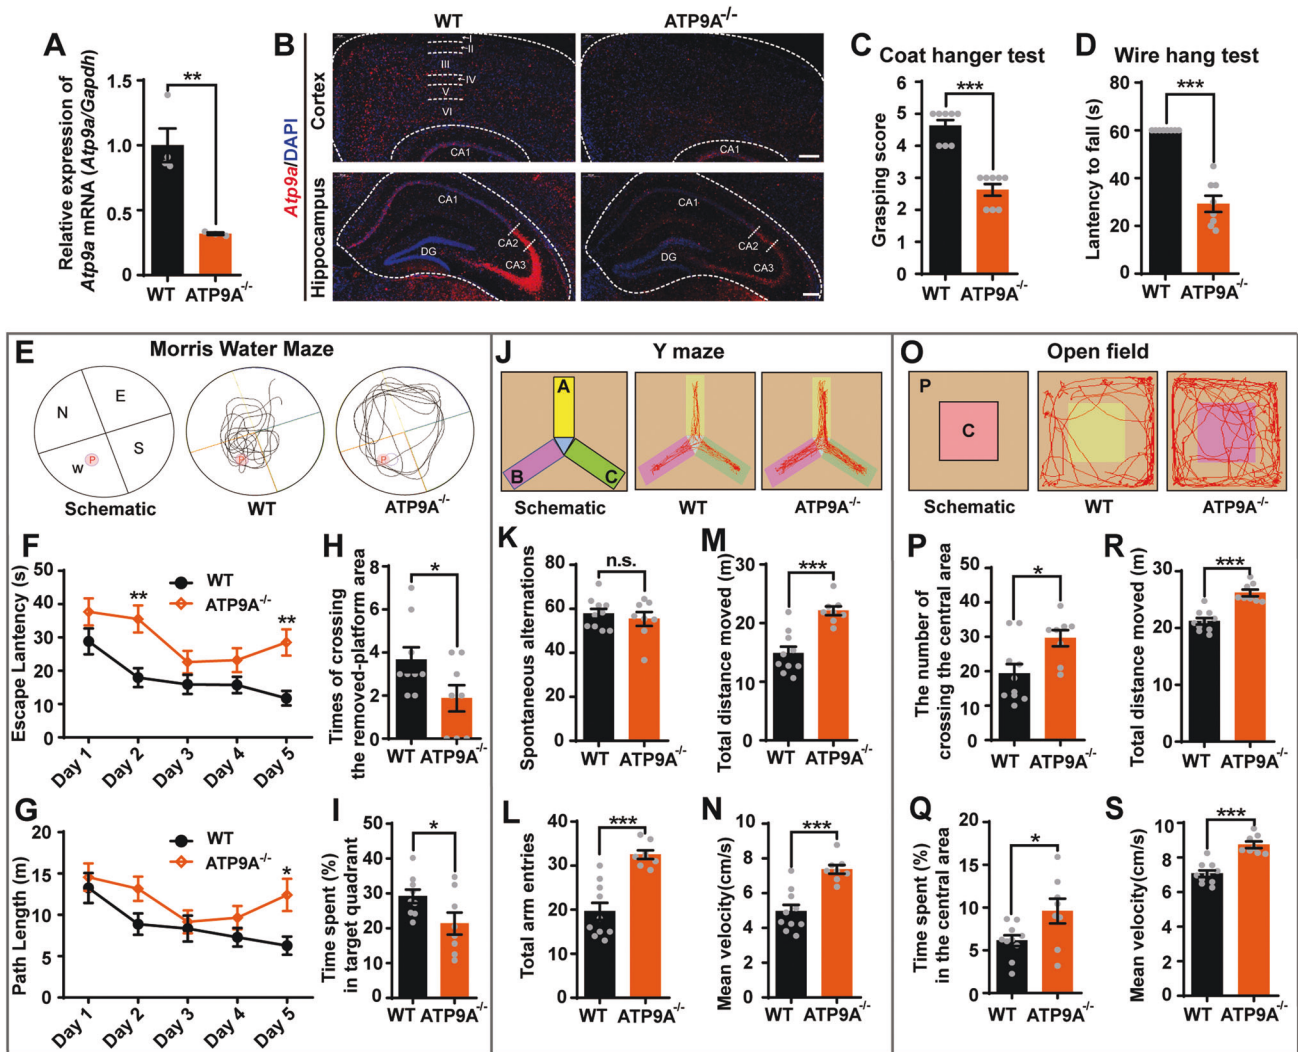 A
Relative expression of
Atp9a mRNA (Atp9a/Gapdh)
1.5
1.0
0.5
0
**
WT
ATP9A-/-
B
WT
ATP9A-/-
Cortex
Hippocampus
Atp9a/DAPI
I
II
III
IV
V
VI
CA1
CA1
CA1
CA2
CA3
DG
CA1
CA2
CA3
DG
C
Coat hanger test
Grasping score
6
5
4
3
2
1
0
***
WT
ATP9A-/-
D
Wire hang test
Lantency to fall (s)
80
60
40
20
0
***
WT
ATP9A-/-
E
Morris Water Maze
N
E
S
W
P
P
P
Schematic
WT
ATP9A-/-
F
Escape Lantency (s)
50
40
30
20
10
0
WT
ATP9A-/-
**
**
Day 1
Day 2
Day 3
Day 4
Day 5
G
Path Length (m)
20
15
10
5
0
WT
ATP9A-/-
*
Day 1
Day 2
Day 3
Day 4
Day 5
H
Times of crossing
the removed-platform area
8
6
4
2
0
*
WT
ATP9A-/-
I
Time spent (%)
in target quadrant
50
40
30
20
10
0
*
WT
ATP9A-/-
J
Y maze
A
B
C
Schematic
WT
ATP9A-/-
K
Spontaneous alternations
80
60
40
20
0
n.s.
WT
ATP9A-/-
L
Total arm entries
40
30
20
10
0
***
WT
ATP9A-/-
M
Total distance moved (m)
30
20
10
0
***
WT
ATP9A-/-
N
Mean velocity(cm/s)
10
8
6
4
2
0
***
WT
ATP9A-/-
O
Open field
P
C
Schematic
WT
ATP9A-/-
P
The number of
crossing the central area
50
40
30
20
10
0
*
WT
ATP9A-/-
Q
Time spent (%)
in the central area
20
15
10
5
0
*
WT
ATP9A-/-
R
Total distance moved (m)
30
20
10
0
***
WT
ATP9A-/-
S
Mean velocity(cm/s)
10
8
6
4
2
0
***
WT
ATP9A-/-